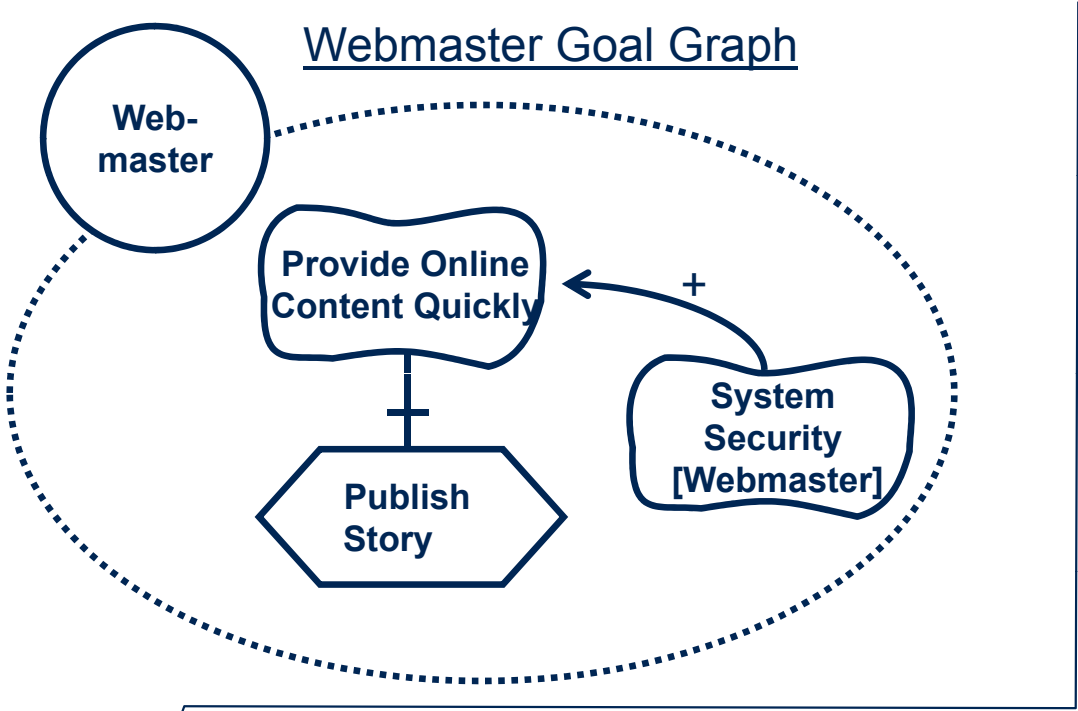 Webmaster Goal Graph
Web-
master
Provide Online
Content Quickly
+
System
Security
[Webmaster]
Publish
Story